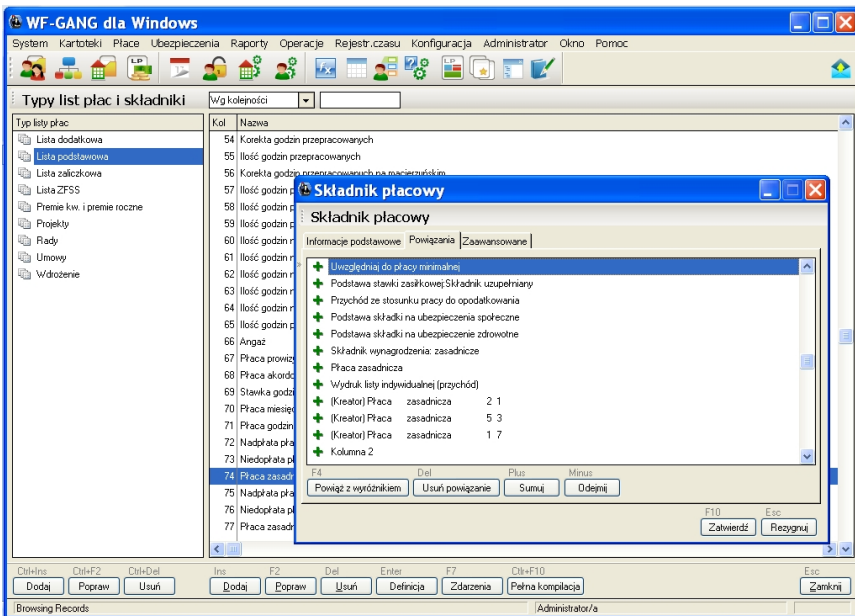 WF-GANG dla Windows
System Kartoteki Płace Ubezpieczenia Raporty Operacje Rejestr.czasu Konfiguracja Administrator Okno Pomoc
Typy list płac i składniki
Wg kolejności
Typ listy płac
Lista dodatkowa
Lista podstawowa
Lista zaliczkowa
Lista ZFSS
Premie kw. i premie roczne
Projekty
Rady
Umowy
Wdrożenie
Kol Nazwa
54 Korekta godzin przepracowanych
55 Ilość godzin przepracowanych
56 Korekta godzin przepracowanych na macierzyńskim
57 Ilość godzin p
58 Ilość godzin p
59 Ilość godzin r
60 Ilość godzin r
61 Ilość godzin r
62 Ilość godzin r
63 Ilość godzin r
64 Ilość godzin r
65 Ilość godzin p
66 Angaż
67 Płaca prowizy
68 Płaca akordo
69 Stawka godzi
70 Płaca miesięc
71 Płaca godzin
72 Nadpłata pła
73 Niedopłata pł
74 Płaca zasadr
75 Nadpłata pła
76 Niedopłata pł
77 Płaca zasadr
Składnik płacowy
Składnik płacowy
Informacje podstawowe Powiązania Zaawansowane
Uwzględniaj do płacy minimalnej
Podstawa stawki zasiłkowej:Składnik uzupełniany
Przychód ze stosunku pracy do opodatkowania
Podstawa składki na ubezpieczenia społeczne
Podstawa składki na ubezpieczenie zdrowotne
Składnik wynagrodzenia: zasadnicze
Płaca zasadnicza
Wydruk listy indywidualnej (przychód)
(Kreator) Płaca zasadnicza 2 1
(Kreator) Płaca zasadnicza 5 3
(Kreator) Płaca zasadnicza 1 7
Kolumna 2
F4 Del Plus Minus
Powiąż z wyróżnikiem Usuń powiązanie Sumuj Odejmij
F10 Esc
Zatwierdź Rezygnuj
Ctrl+Ins Ctrl+F2 Ctrl+Del Ins F2 Del Enter F7 Ctlr+F10 Esc
Dodaj Popraw Usuń Dodaj Popraw Usuń Definicja Zdarzenia Pełna kompilacja Zamknij
Browsing Records Administrator/a